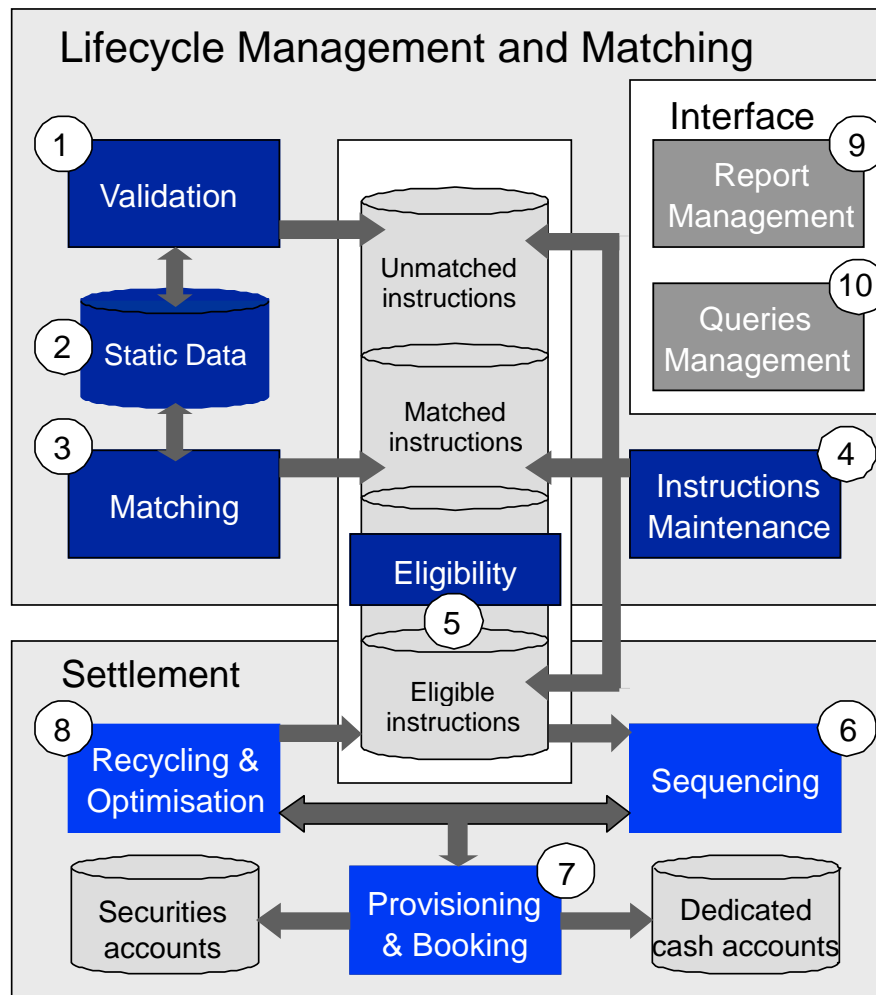 Lifecycle Management and Matching
Interface
1
Validation
9
Report
Management
Unmatched
instructions
10
Queries
Management
2
Static Data
Matched
instructions
3
Matching
4
Instructions
Maintenance
Eligibility
5
Settlement
Eligible
instructions
8
Recycling &
Optimisation
6
Sequencing
7
Provisioning
& Booking
Securities
accounts
Dedicated
cash accounts